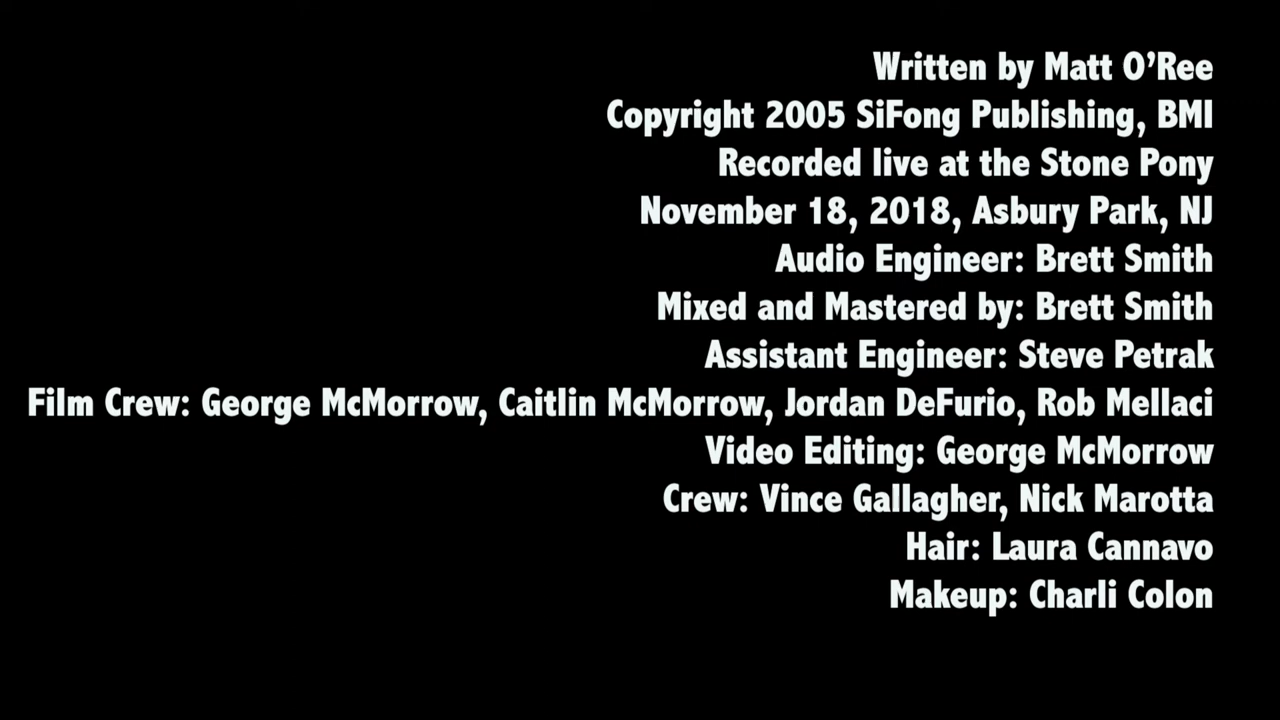 Written by Matt O’Ree
Copyright 2005 SiFong Publishing, BMI
Recorded live at the Stone Pony
November 18, 2018, Asbury Park, NJ
Audio Engineer: Brett Smith
Mixed and Mastered by: Brett Smith
Assistant Engineer: Steve Petrak
Film Crew: George McMorrow, Caitlin McMorrow, Jordan DeFurio, Rob Mellaci
Video Editing: George McMorrow
Crew: Vince Gallagher, Nick Marotta
Hair: Laura Cannavo
Makeup: Charli Colon